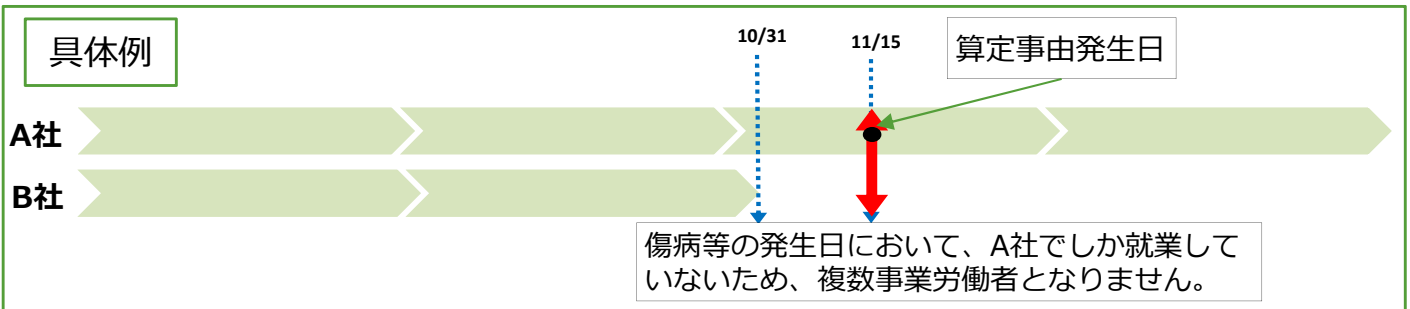 具体例
10/31
11/15
算定事由発生日
A社
B社
傷病等の発生日において、A社でしか就業して
いないため、複数事業労働者となりません。